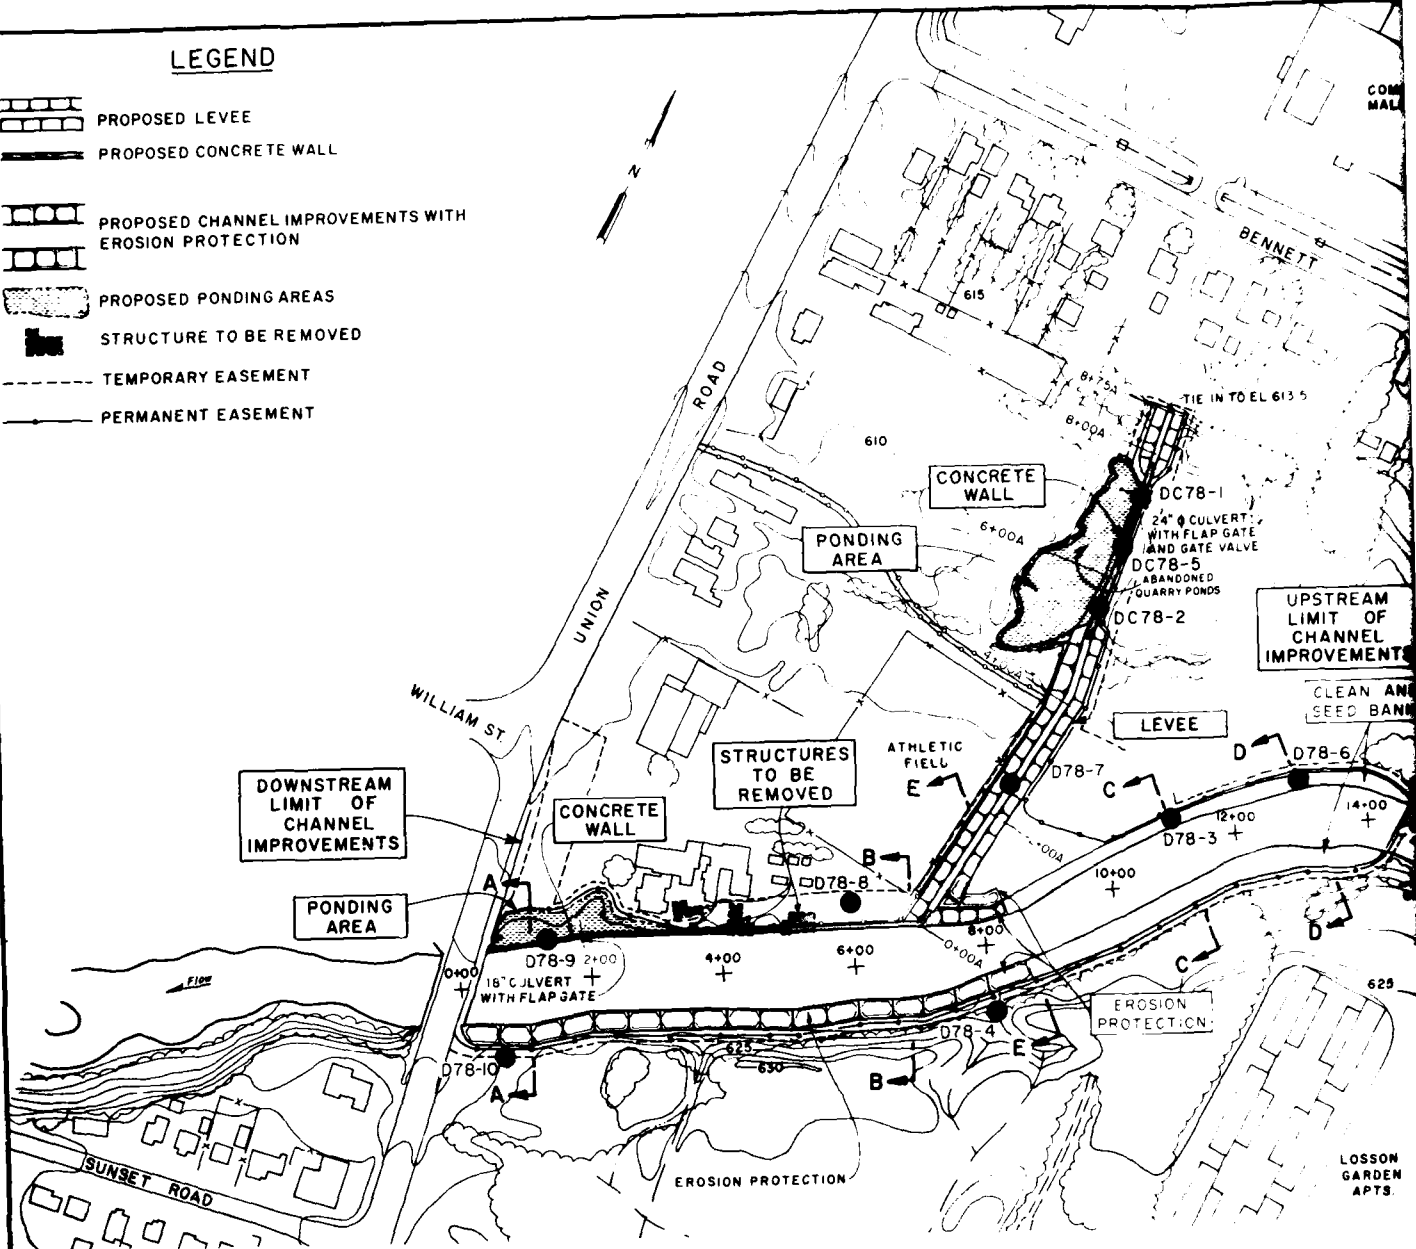 LEGEND
PROPOSED LEVEE
PROPOSED CONCRETE WALL
PROPOSED CHANNEL IMPROVEMENTS WITH
EROSION PROTECTION
PROPOSED PONDING AREAS
STRUCTURE TO BE REMOVED
TEMPORARY EASEMENT
PERMANENT EASEMENT
N
COM
MALL
BENNETT
615
ROAD
8+75A
TIE IN TO EL 613.5
8+00A
610
CONCRETE
WALL
DC78-1
24" ϕ CULVERT
WITH FLAP GATE
AND GATE VALVE
6+00A
PONDING
AREA
DC78-5
ABANDONED
QUARRY PONDS
DC78-2
UNION
UPSTREAM
LIMIT OF
CHANNEL
IMPROVEMENTS
4+00A
CLEAN AND
SEED BANK
WILLIAM ST.
LEVEE
STRUCTURES
TO BE
REMOVED
ATHLETIC
FIELD
E
D78-7
D
D78-6
C
DOWNSTREAM
LIMIT OF
CHANNEL
IMPROVEMENTS
CONCRETE
WALL
D78-3
12+00
14+00
B
+00A
10+00
A
D78-8
PONDING
AREA
8+00
D
0+00A
6+00
4+00
2+00
D78-9
0+00
18" CULVERT
WITH FLAPGATE
C
Flow
625
EROSION
PROTECTION
D78-4
E
625
630
D78-10
A
B
SUNSET ROAD
EROSION PROTECTION
LOSSON
GARDEN
APTS.